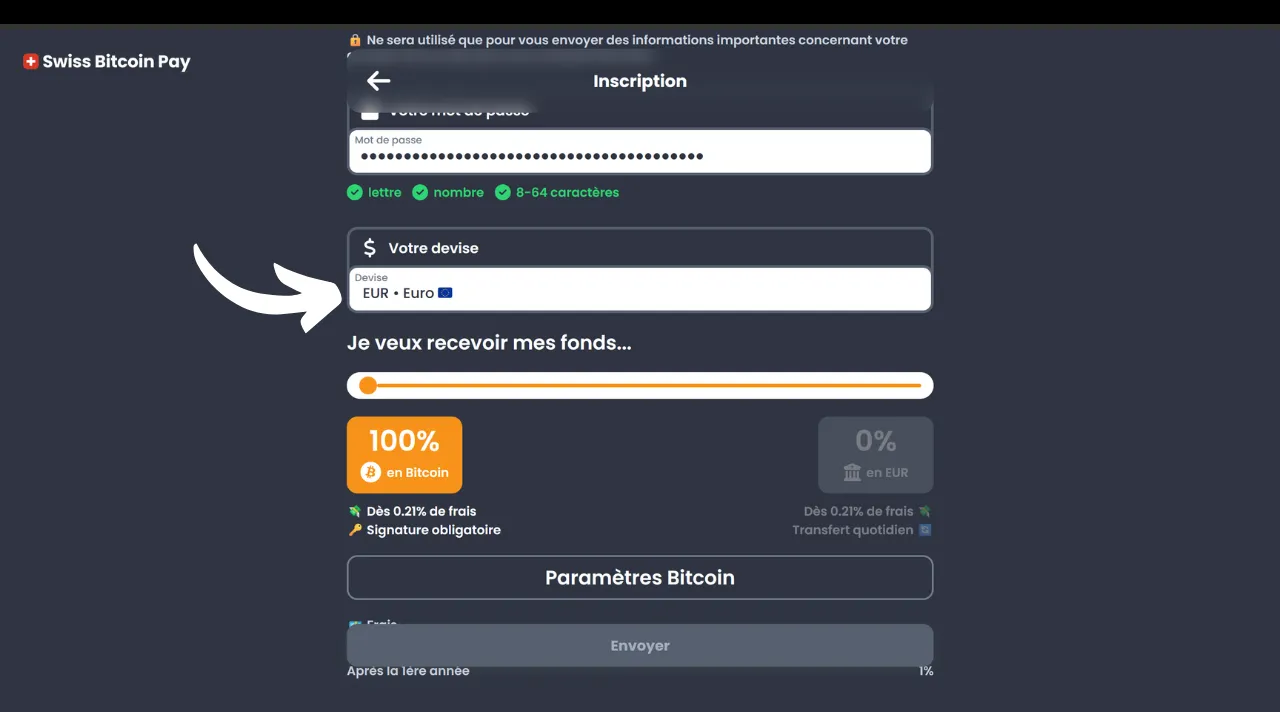 Swiss Bitcoin Pay
Ne sera utilisé que pour vous envoyer des informations importantes concernant votre
Inscription
Votre mot de passe
Mot de passe
••••••••••••••••••••••••••••••••••••••••
lettre nombre 8-64 caractères
$ Votre devise
Devise
EUR • Euro
Je veux recevoir mes fonds...
100%
en Bitcoin
0%
en EUR
Dès 0.21% de frais
Signature obligatoire
Dès 0.21% de frais
Transfert quotidien
Paramètres Bitcoin
Frais
Envoyer
Après la 1ère année 1%